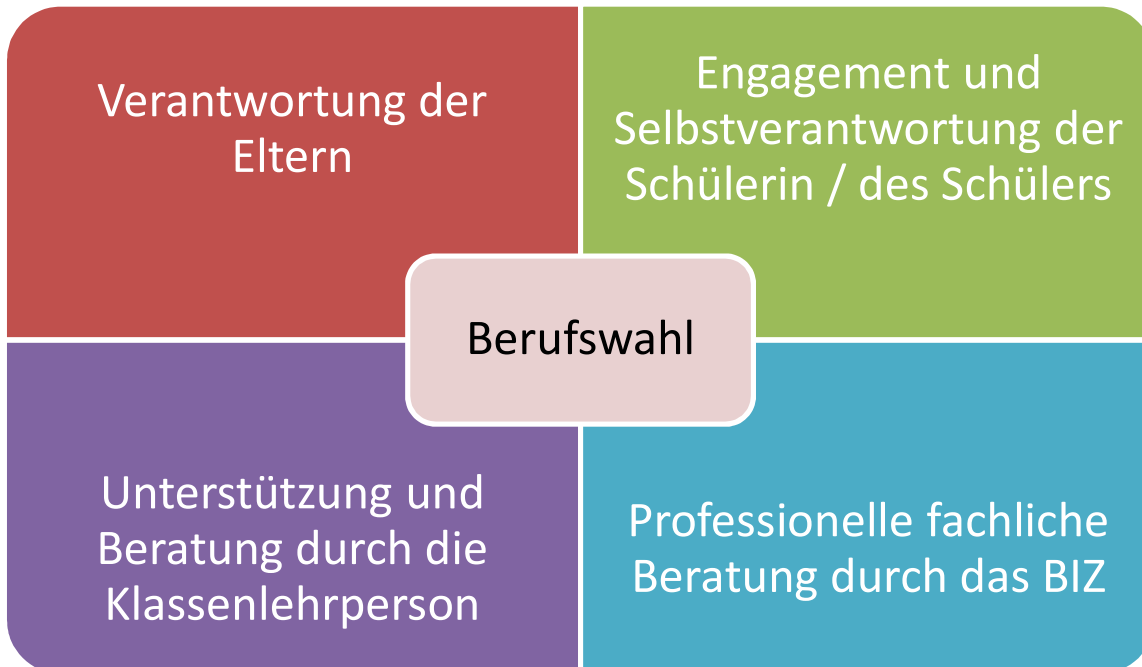 Verantwortung der
Eltern
Engagement und
Selbstverantwortung der
Schülerin / des Schülers
Berufswahl
Unterstützung und
Beratung durch die
Klassenlehrperson
Professionelle fachliche
Beratung durch das BIZ